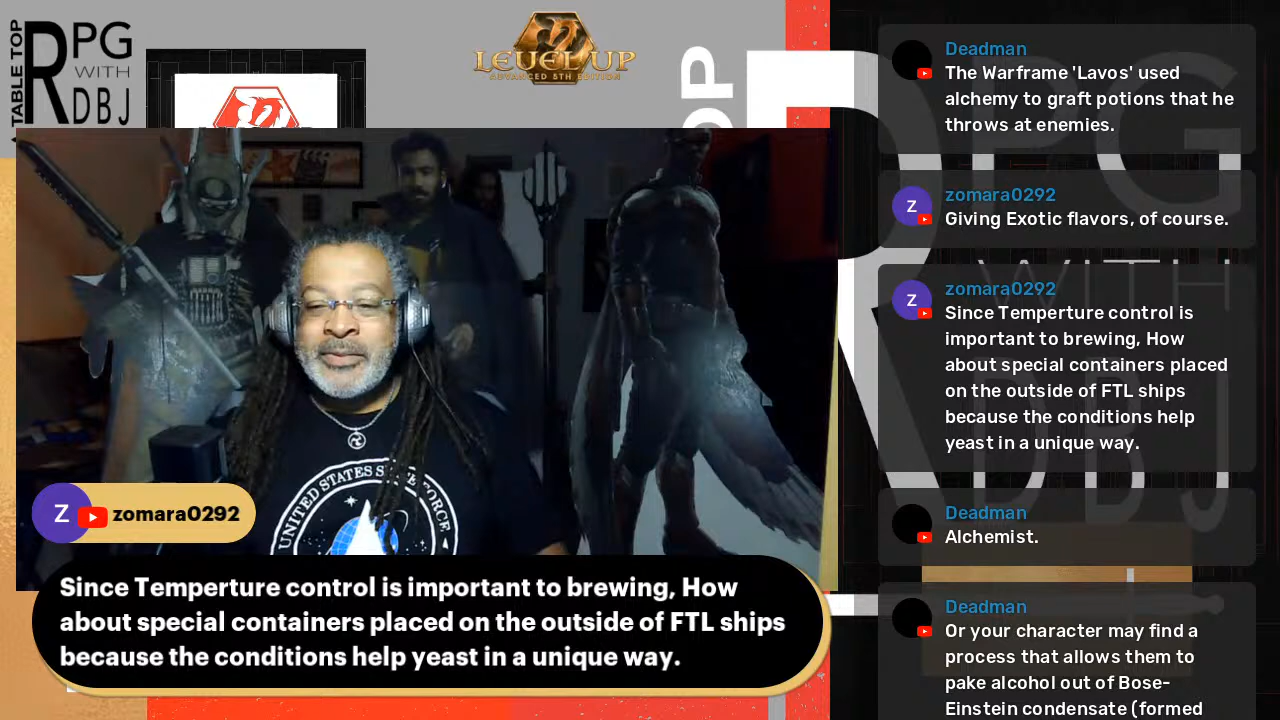 TABLE TOP
RPG
WITH
DBJ
LEVEL UP
ADVANCED 5TH EDITION
UNITED STATES SPACE FORCE
zomara0292
Since Temperture control is important to brewing, How
about special containers placed on the outside of FTL ships
because the conditions help yeast in a unique way.
Deadman
The Warframe 'Lavos' used
alchemy to graft potions that he
throws at enemies.
Z
zomara0292
Giving Exotic flavors, of course.
Z
zomara0292
Since Temperture control is
important to brewing, How
about special containers placed
on the outside of FTL ships
because the conditions help
yeast in a unique way.
Deadman
Alchemist.
Deadman
Or your character may find a
process that allows them to
pake alcohol out of Bose-
Einstein condensate (formed